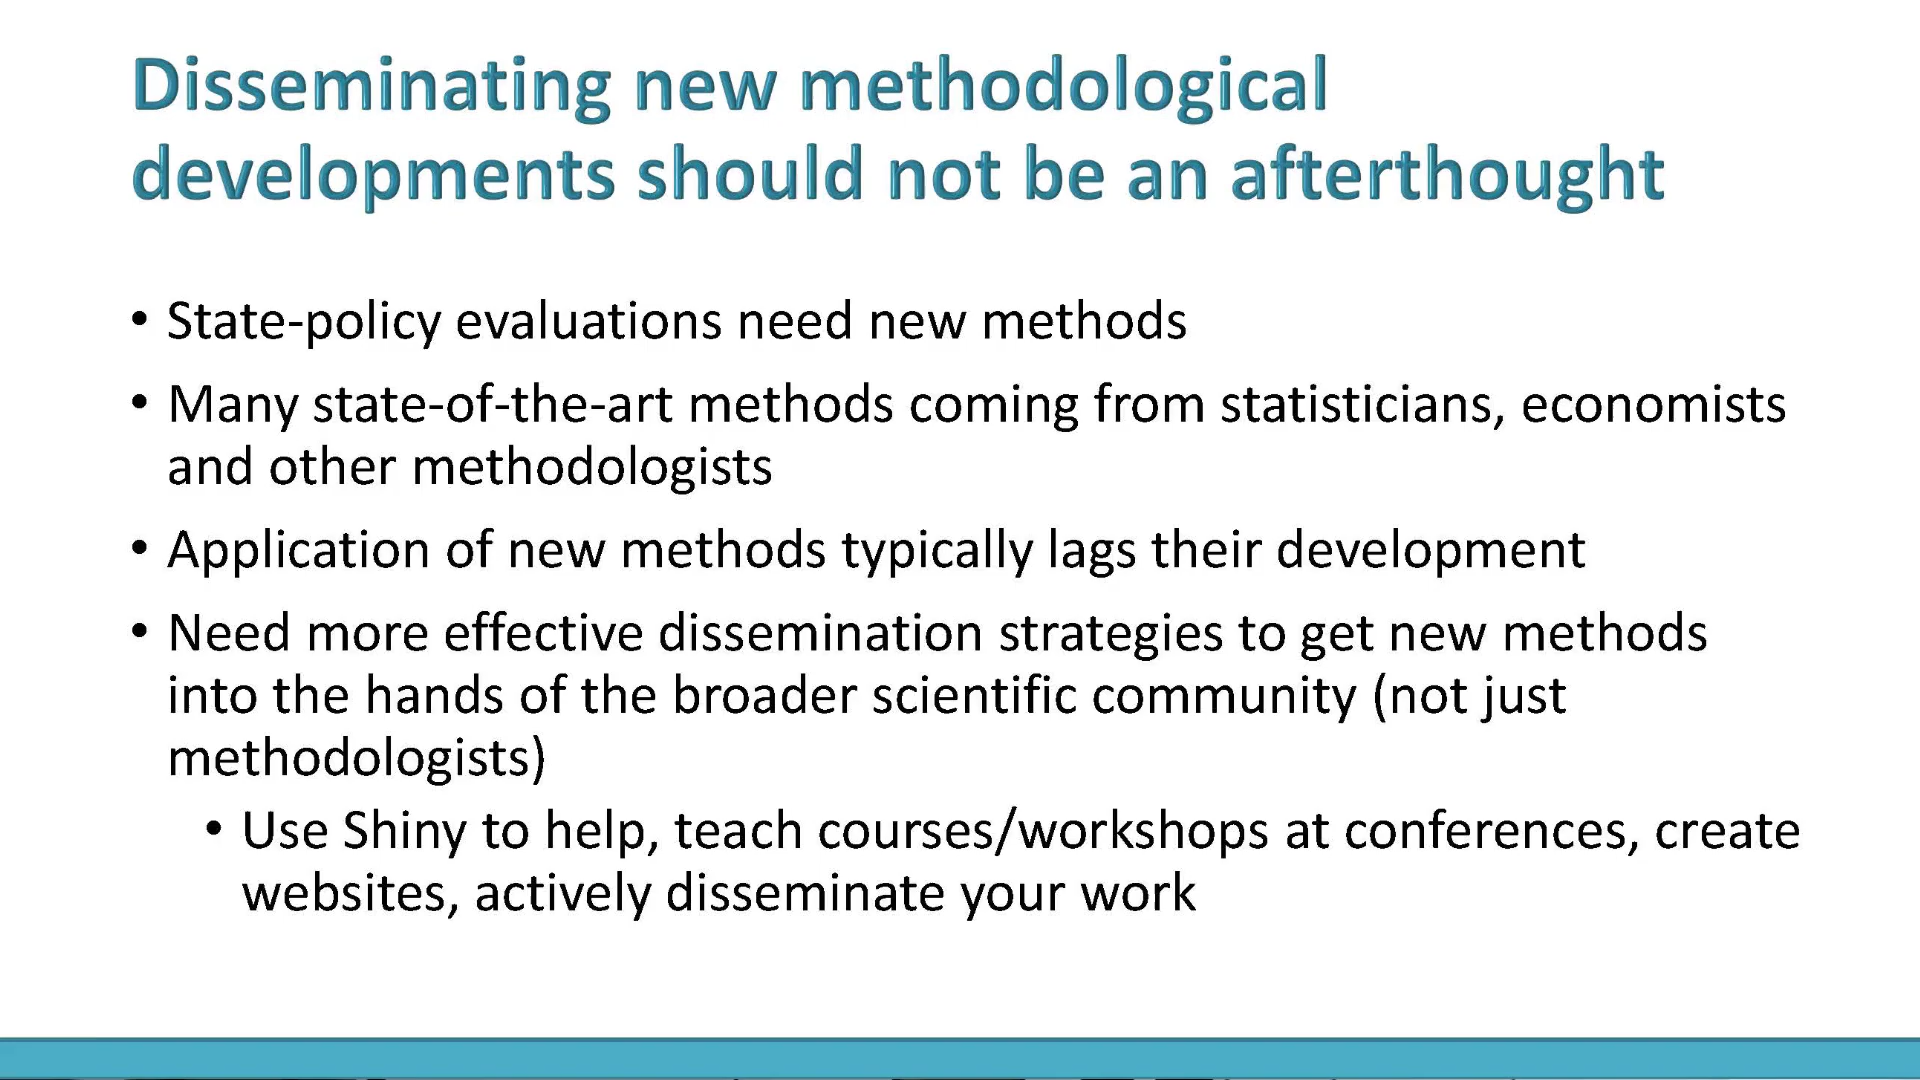 Disseminating new methodological
developments should not be an afterthought
• State-policy evaluations need new methods
• Many state-of-the-art methods coming from statisticians, economists
and other methodologists
• Application of new methods typically lags their development
• Need more effective dissemination strategies to get new methods
into the hands of the broader scientific community (not just
methodologists)
• Use Shiny to help, teach courses/workshops at conferences, create
websites, actively disseminate your work